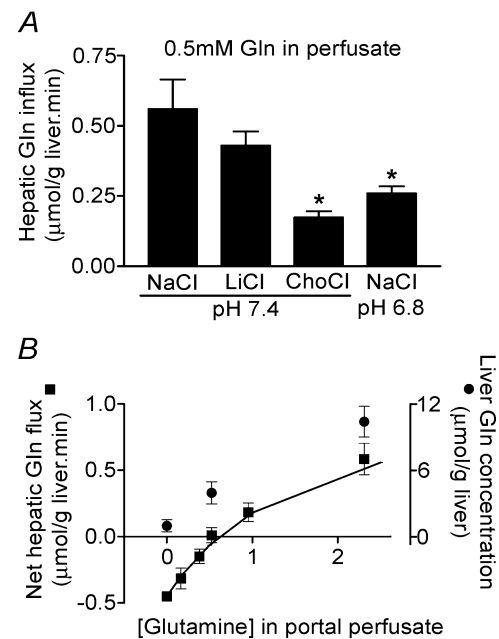 A
0.5mM Gln in perfusate
Hepatic Gln influx
(μmol/g liver.min)
0.75
0.50
0.25
0.00
* *
NaCl LiCl ChoCl NaCl
pH 7.4 pH 6.8
B
Net hepatic Gln flux
(μmol/g liver.min)
1.0
0.5
0.0
-0.5
0 1 2
12
6
0
Liver Gln concentration
(μmol/g liver)
[Glutamine] in portal perfusate